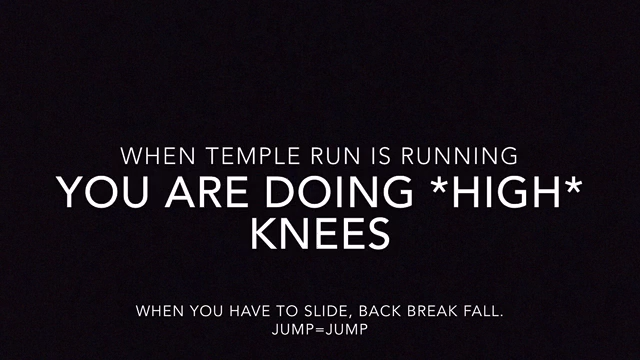 WHEN TEMPLE RUN IS RUNNING
YOU ARE DOING *HIGH*
KNEES
WHEN YOU HAVE TO SLIDE, BACK BREAK FALL.
JUMP=JUMP